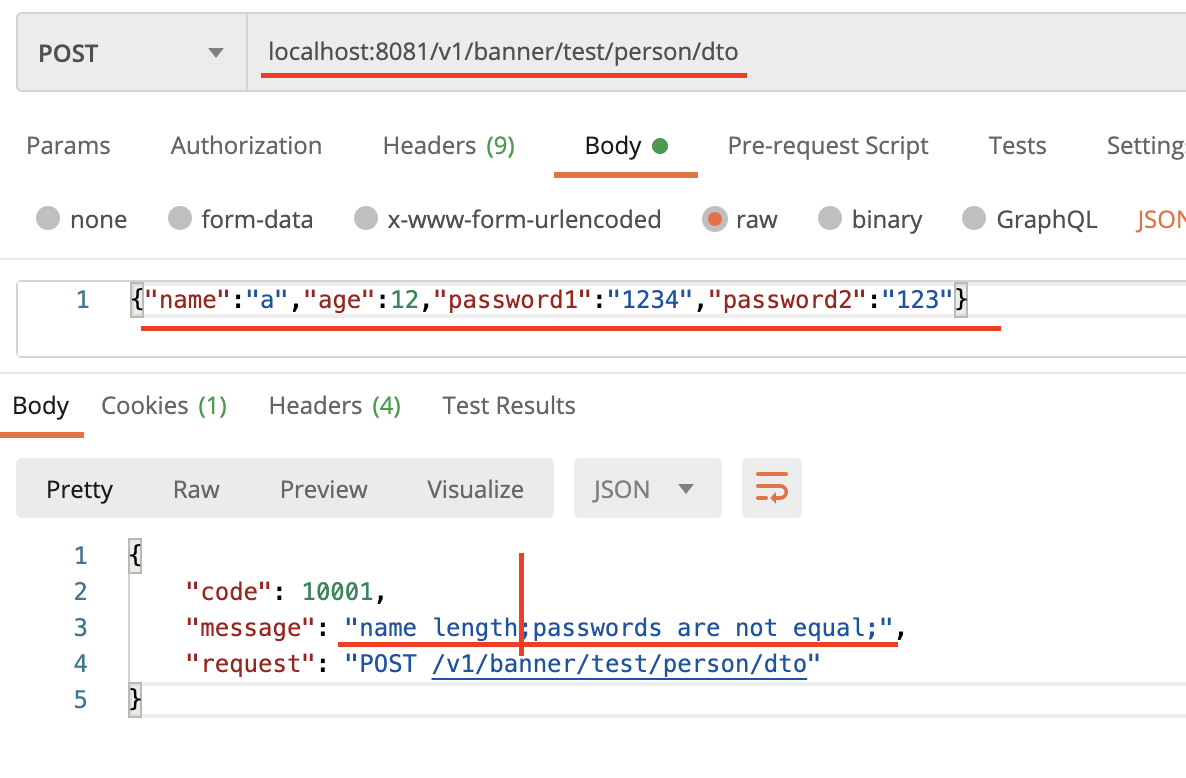 POST localhost:8081/v1/banner/test/person/dto
Params Authorization Headers (9) Body Pre-request Script Tests Setting
none form-data x-www-form-urlencoded raw binary GraphQL JSON
1 {"name":"a","age":12,"password1":"1234","password2":"123"}
Body Cookies (1) Headers (4) Test Results
Pretty Raw Preview Visualize JSON
1 {
2 "code": 10001,
3 "message": "name length;passwords are not equal;",
4 "request": "POST /v1/banner/test/person/dto"
5 }